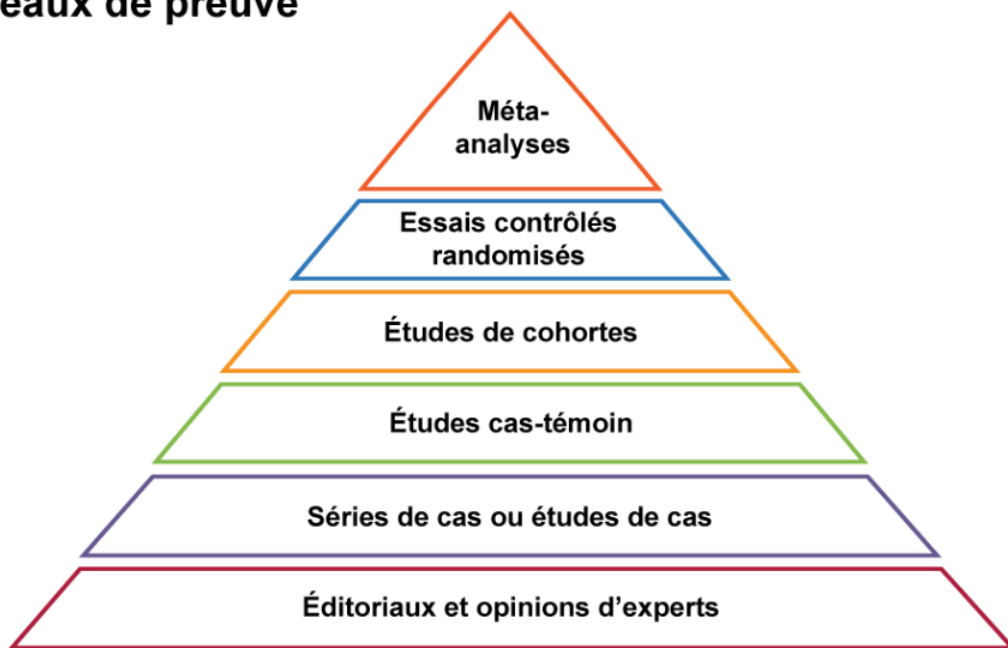 eaux de preuve
Méta-
analyses
Essais contrôlés
randomisés
Études de cohortes
Études cas-témoin
Séries de cas ou études de cas
Éditoriaux et opinions d’experts